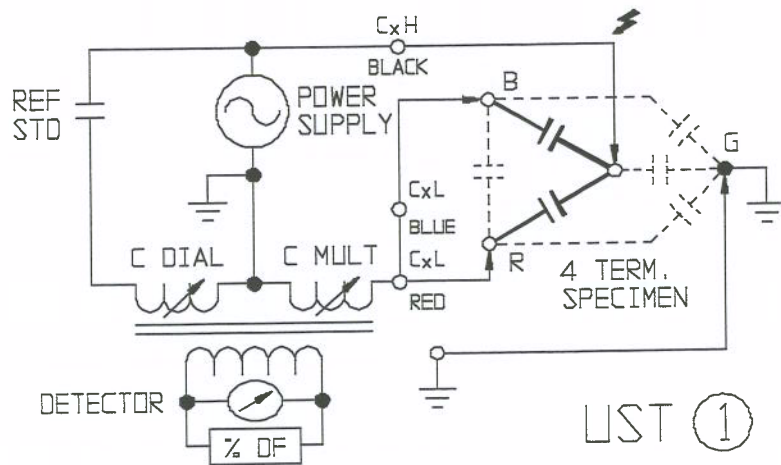 CxH
BLACK
REF
STD
POWER
SUPPLY
B
G
CxL
BLUE
C DIAL
C MULT
CxL
RED
R
4 TERM.
SPECIMEN
DETECTOR
% DF
UST 1